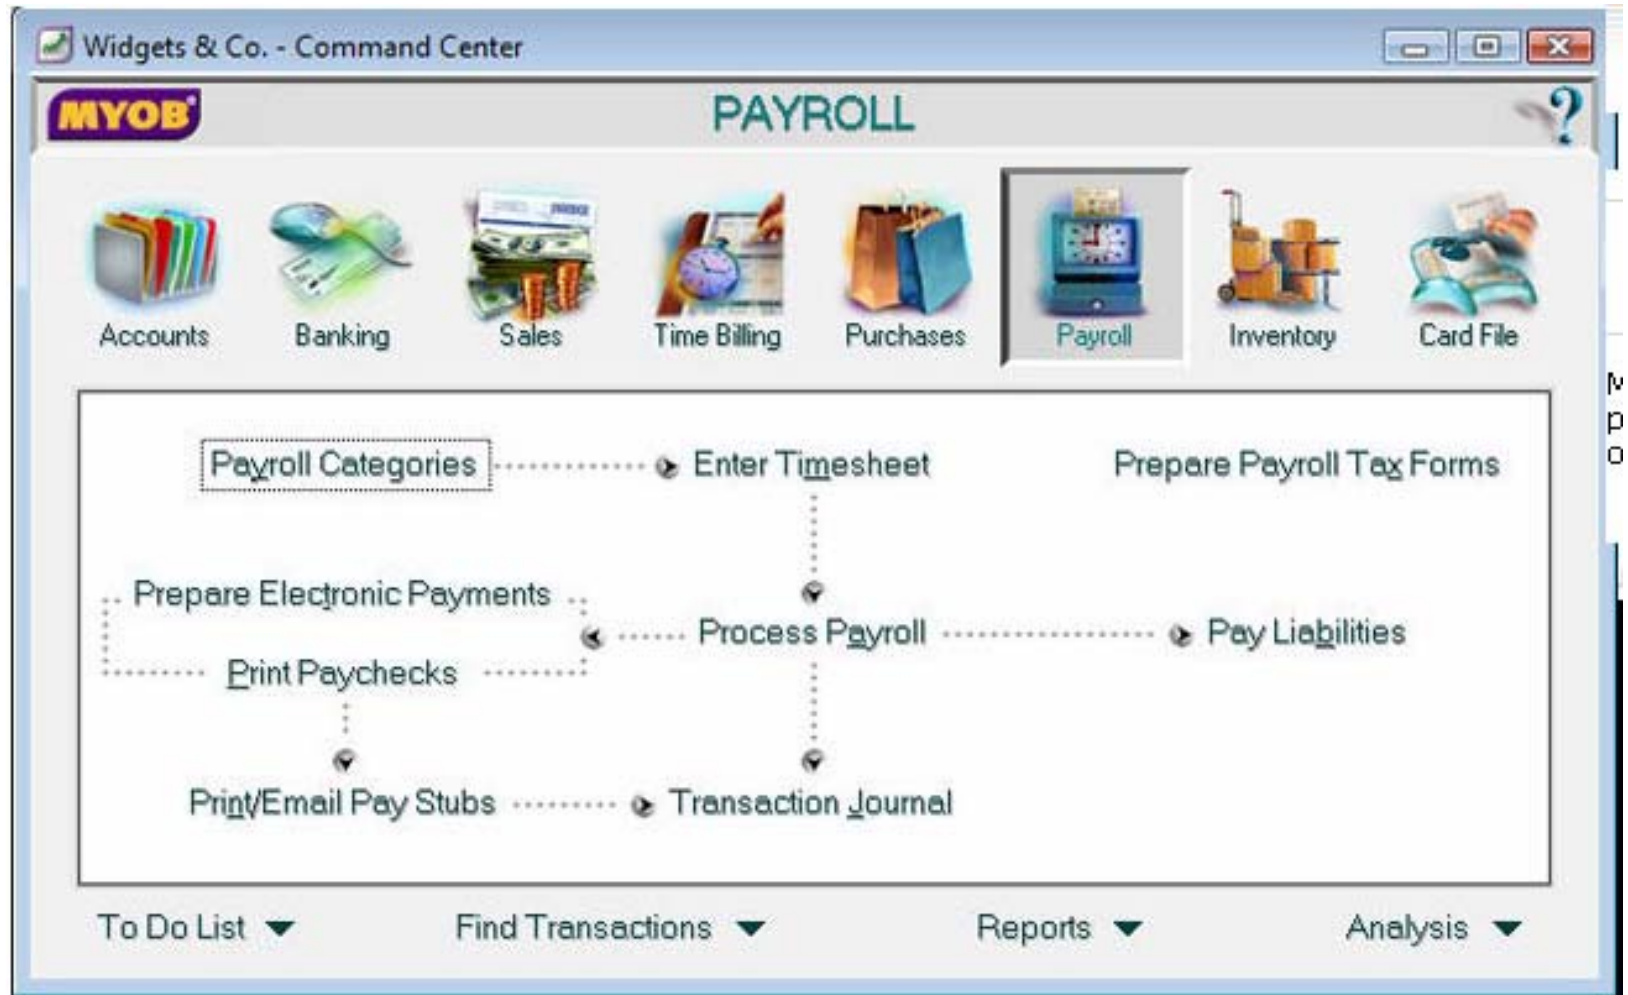 Widgets & Co. - Command Center
MYOB PAYROLL ?
Accounts Banking Sales Time Billing Purchases Payroll Inventory Card File
Payroll Categories Enter Timesheet Prepare Payroll Tax Forms
Prepare Electronic Payments
Process Payroll Pay Liabilities
Print Paychecks
Print/Email Pay Stubs Transaction Journal
To Do List Find Transactions Reports Analysis